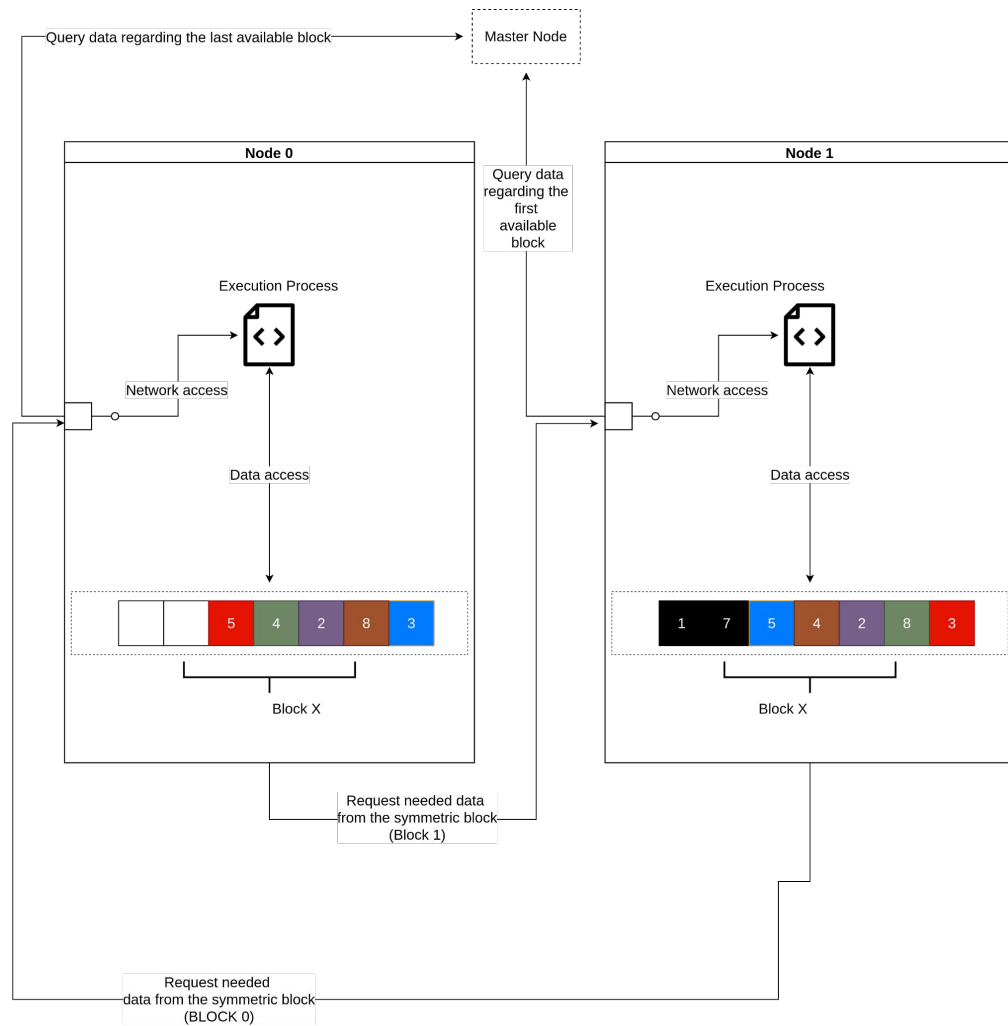 Query data regarding the last available block
Master Node
Node 0
Node 1
Query data
regarding the
first
available
block
Execution Process
Execution Process
Network access
Network access
Data access
Data access
5 4 2 8 3
1 7 5 4 2 8 3
Block X
Block X
Request needed data
from the symmetric block
(Block 1)
Request needed
data from the symmetric block
(BLOCK 0)